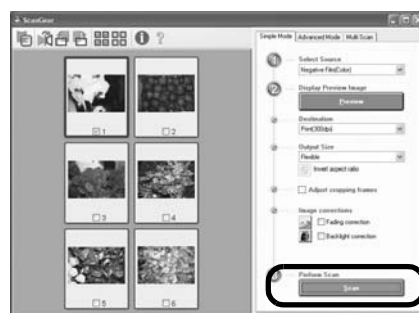 ScanGear
Simple Mode Advanced Mode Multi Scan
1 Select Source
Negative Film(Color)
2 Display Preview Image
Preview
Destination
Print(300dpi)
Output Size
Flexible
Invert aspect ratio
Adjust cropping frames
Image corrections
Fading correction
Backlight correction
Perform Scan
Scan
1
2
3
4
5
6